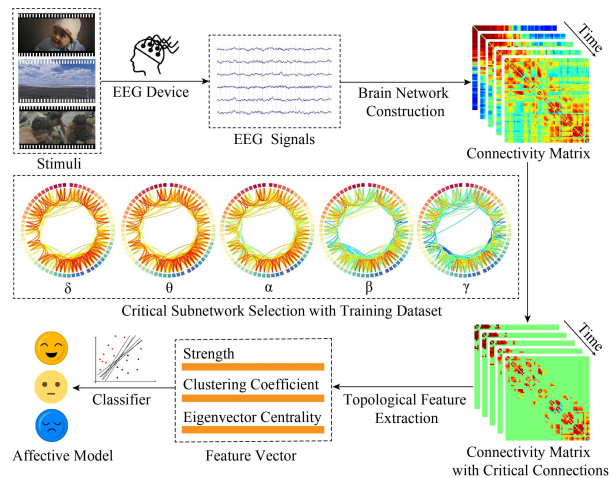 Stimuli
EEG Device
EEG Signals
Brain Network
Construction
Time
Connectivity Matrix
δ
θ
α
β
γ
Critical Subnetwork Selection with Training Dataset
Time
Connectivity Matrix
with Critical Connections
Topological Feature
Extraction
Strength
Clustering Coefficient
Eigenvector Centrality
Feature Vector
Classifier
Affective Model